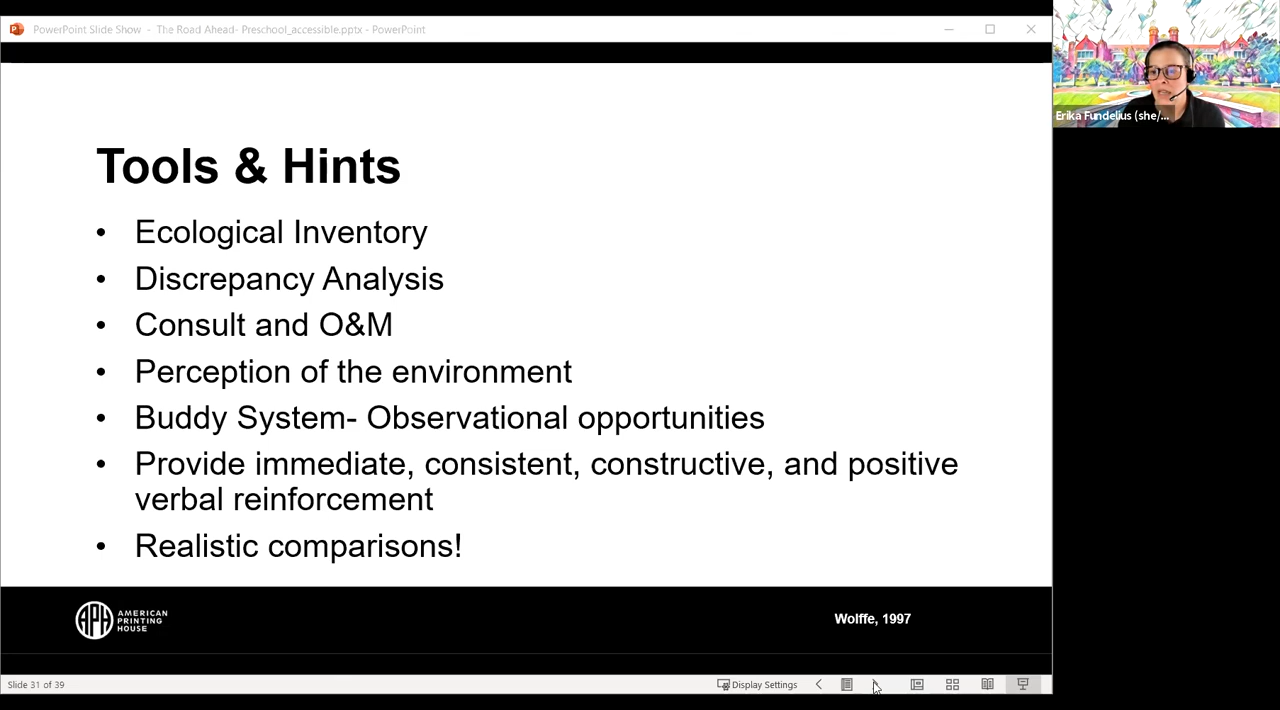 PowerPoint Slide Show - The Road Ahead- Preschool_accessible.pptx - PowerPoint
Erika Fundelius (she/...
Tools & Hints
• Ecological Inventory
• Discrepancy Analysis
• Consult and O&M
• Perception of the environment
• Buddy System- Observational opportunities
• Provide immediate, consistent, constructive, and positive
verbal reinforcement
• Realistic comparisons!
APH
AMERICAN
PRINTING
HOUSE
Wolffe, 1997
Slide 31 of 39
Display Settings